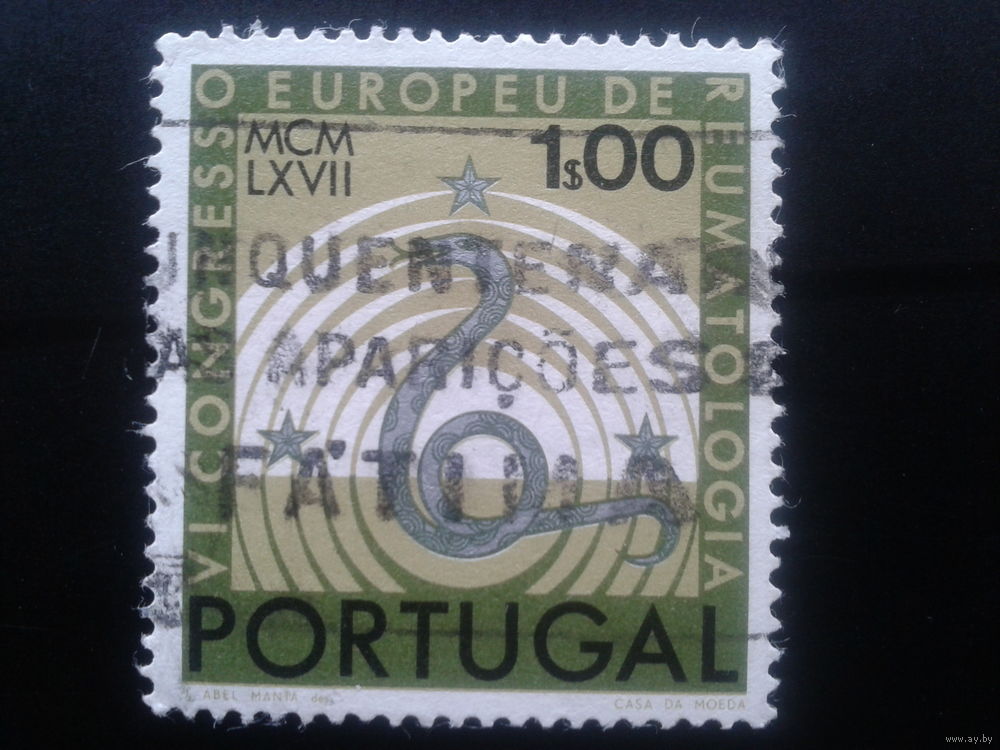 VI CONGRESSO EUROPEU DE REUMATOLOGIA
MCM
LXVII
1$00
QUENTENA
APARIÇÕES
FÁTIMA
PORTUGAL
ABEL MANTA des.
CASA DA MOEDA
www.ay.by